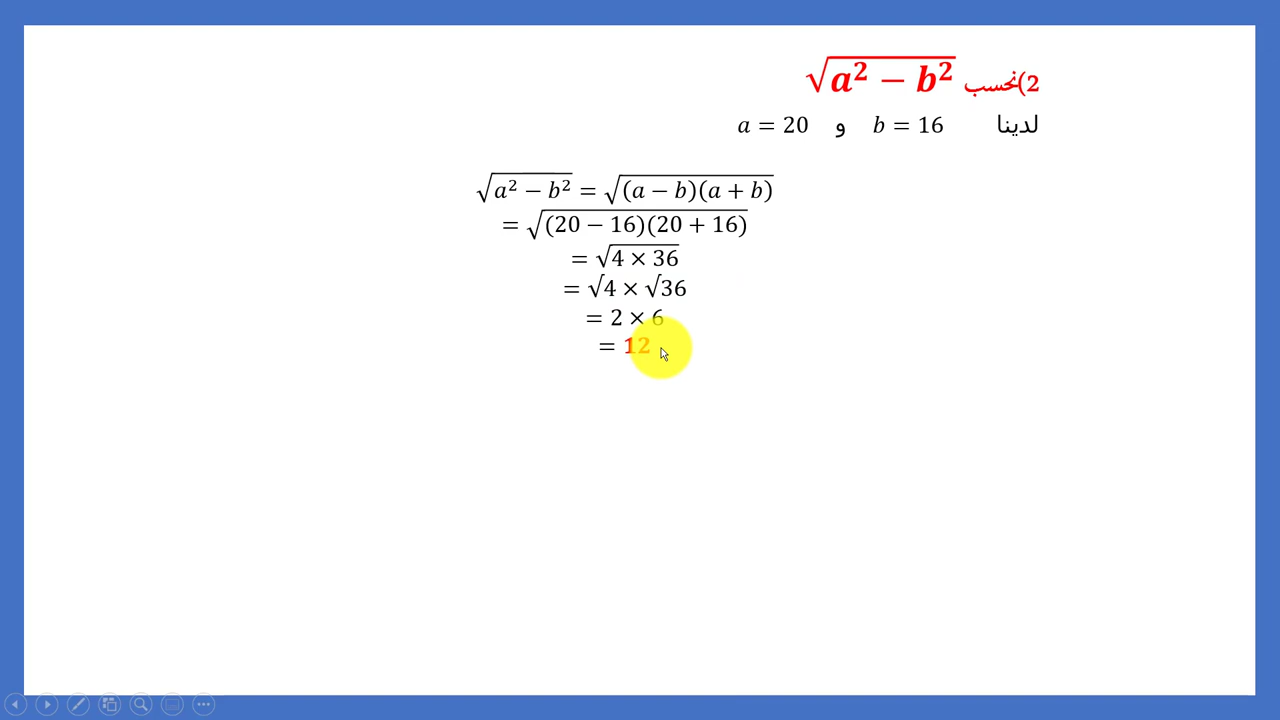 2)نحسب √(a² − b²)
لدينا b = 16 و a = 20
√(a² − b²) = √((a − b)(a + b))
= √((20 − 16)(20 + 16))
= √(4 × 36)
= √4 × √36
= 2 × 6
= 12